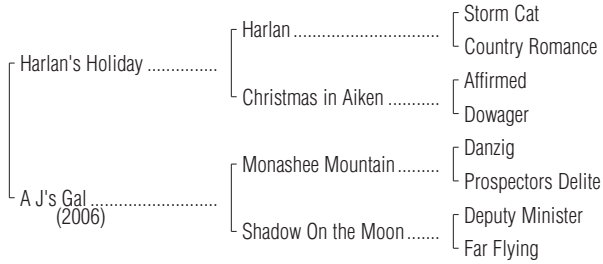 Storm Cat
Harlan
Country Romance
Harlan's Holiday
Affirmed
Christmas in Aiken
Dowager
Danzig
Monashee Mountain
Prospectors Delite
A J's Gal
(2006)
Deputy Minister
Shadow On the Moon
Far Flying